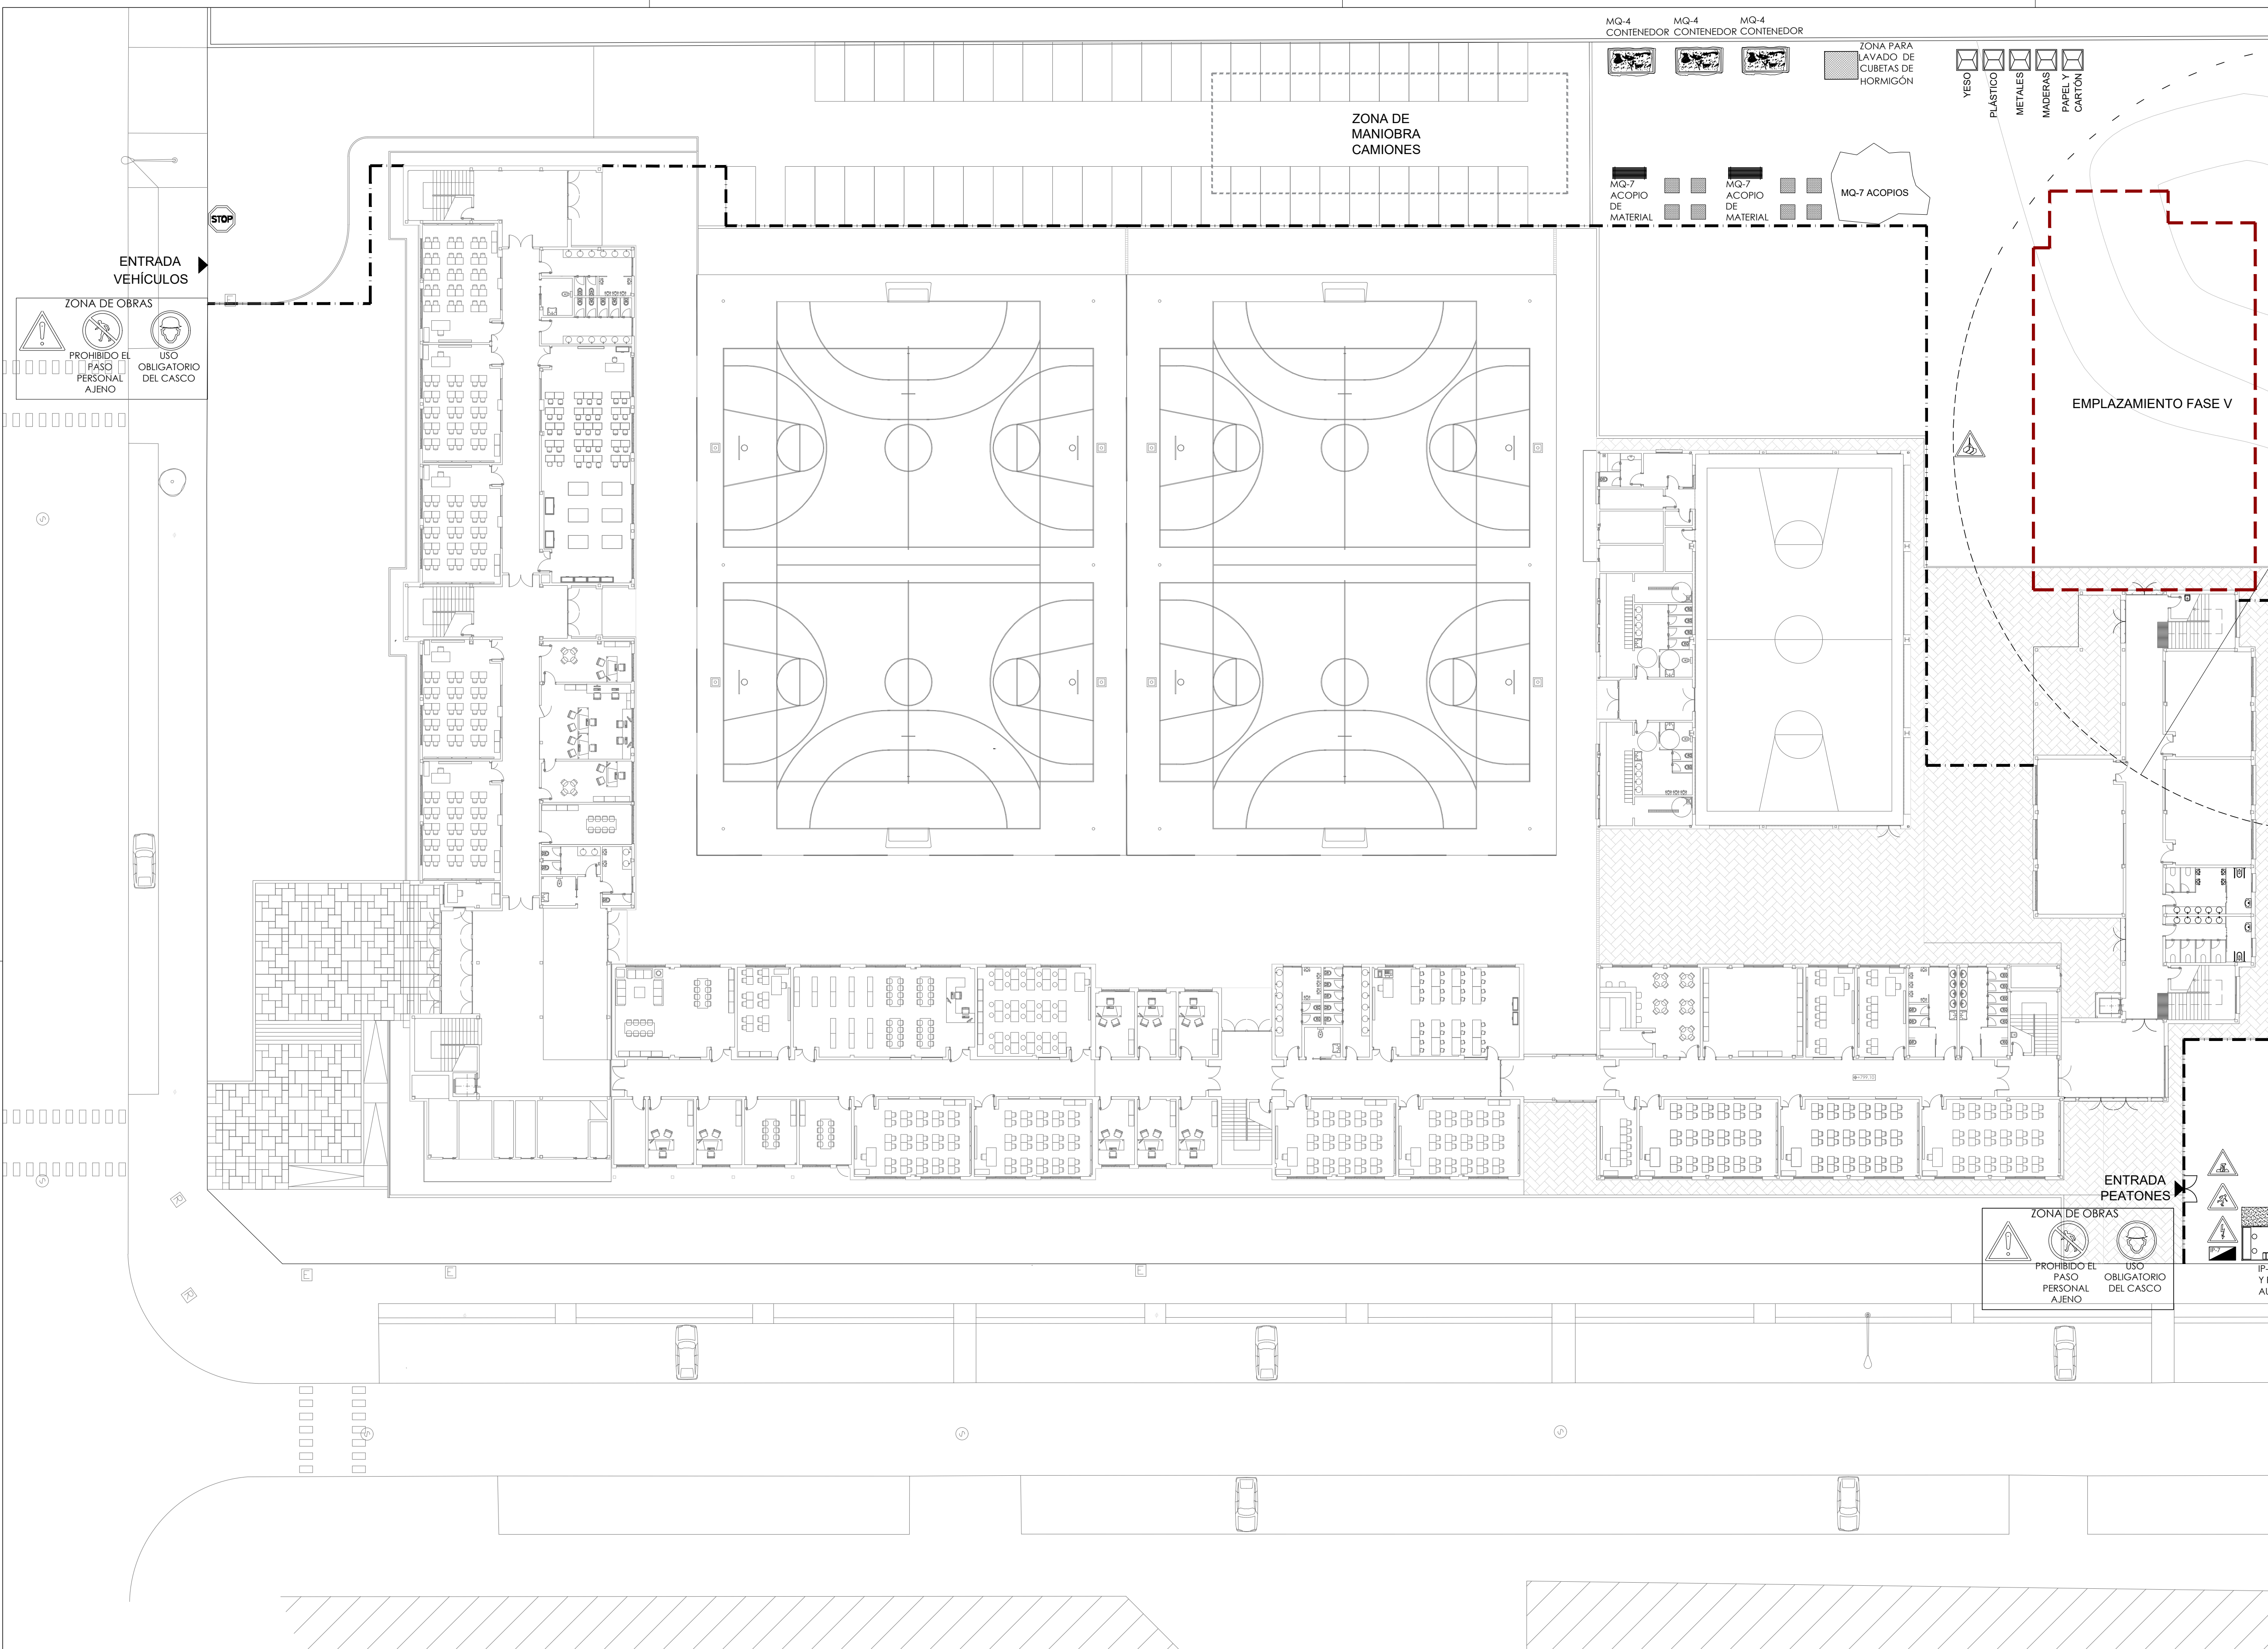 MQ-4 MQ-4 MQ-4
CONTENEDOR CONTENEDOR CONTENEDOR
ZONA PARA
LAVADO DE
CUBETAS DE
HORMIGÓN
YESO
PLÁSTICO
METALES
MADERAS
PAPEL Y
CARTÓN
ZONA DE
MANIOBRA
CAMIONES
MQ-7
ACOPIO
DE
MATERIAL
MQ-7
ACOPIO
DE
MATERIAL
MQ-7 ACOPIOS
STOP
ENTRADA
VEHÍCULOS
E
ZONA DE OBRAS
PROHIBIDO EL
PASO
PERSONAL
AJENO
USO
OBLIGATORIO
DEL CASCO
EMPLAZAMIENTO FASE V
S
S
R
R
ENTRADA
PEATONES
ZONA DE OBRAS
PROHIBIDO EL
PASO
PERSONAL
AJENO
USO
OBLIGATORIO
DEL CASCO
IP-7
IP-
Y
E
E
E
S
S
S